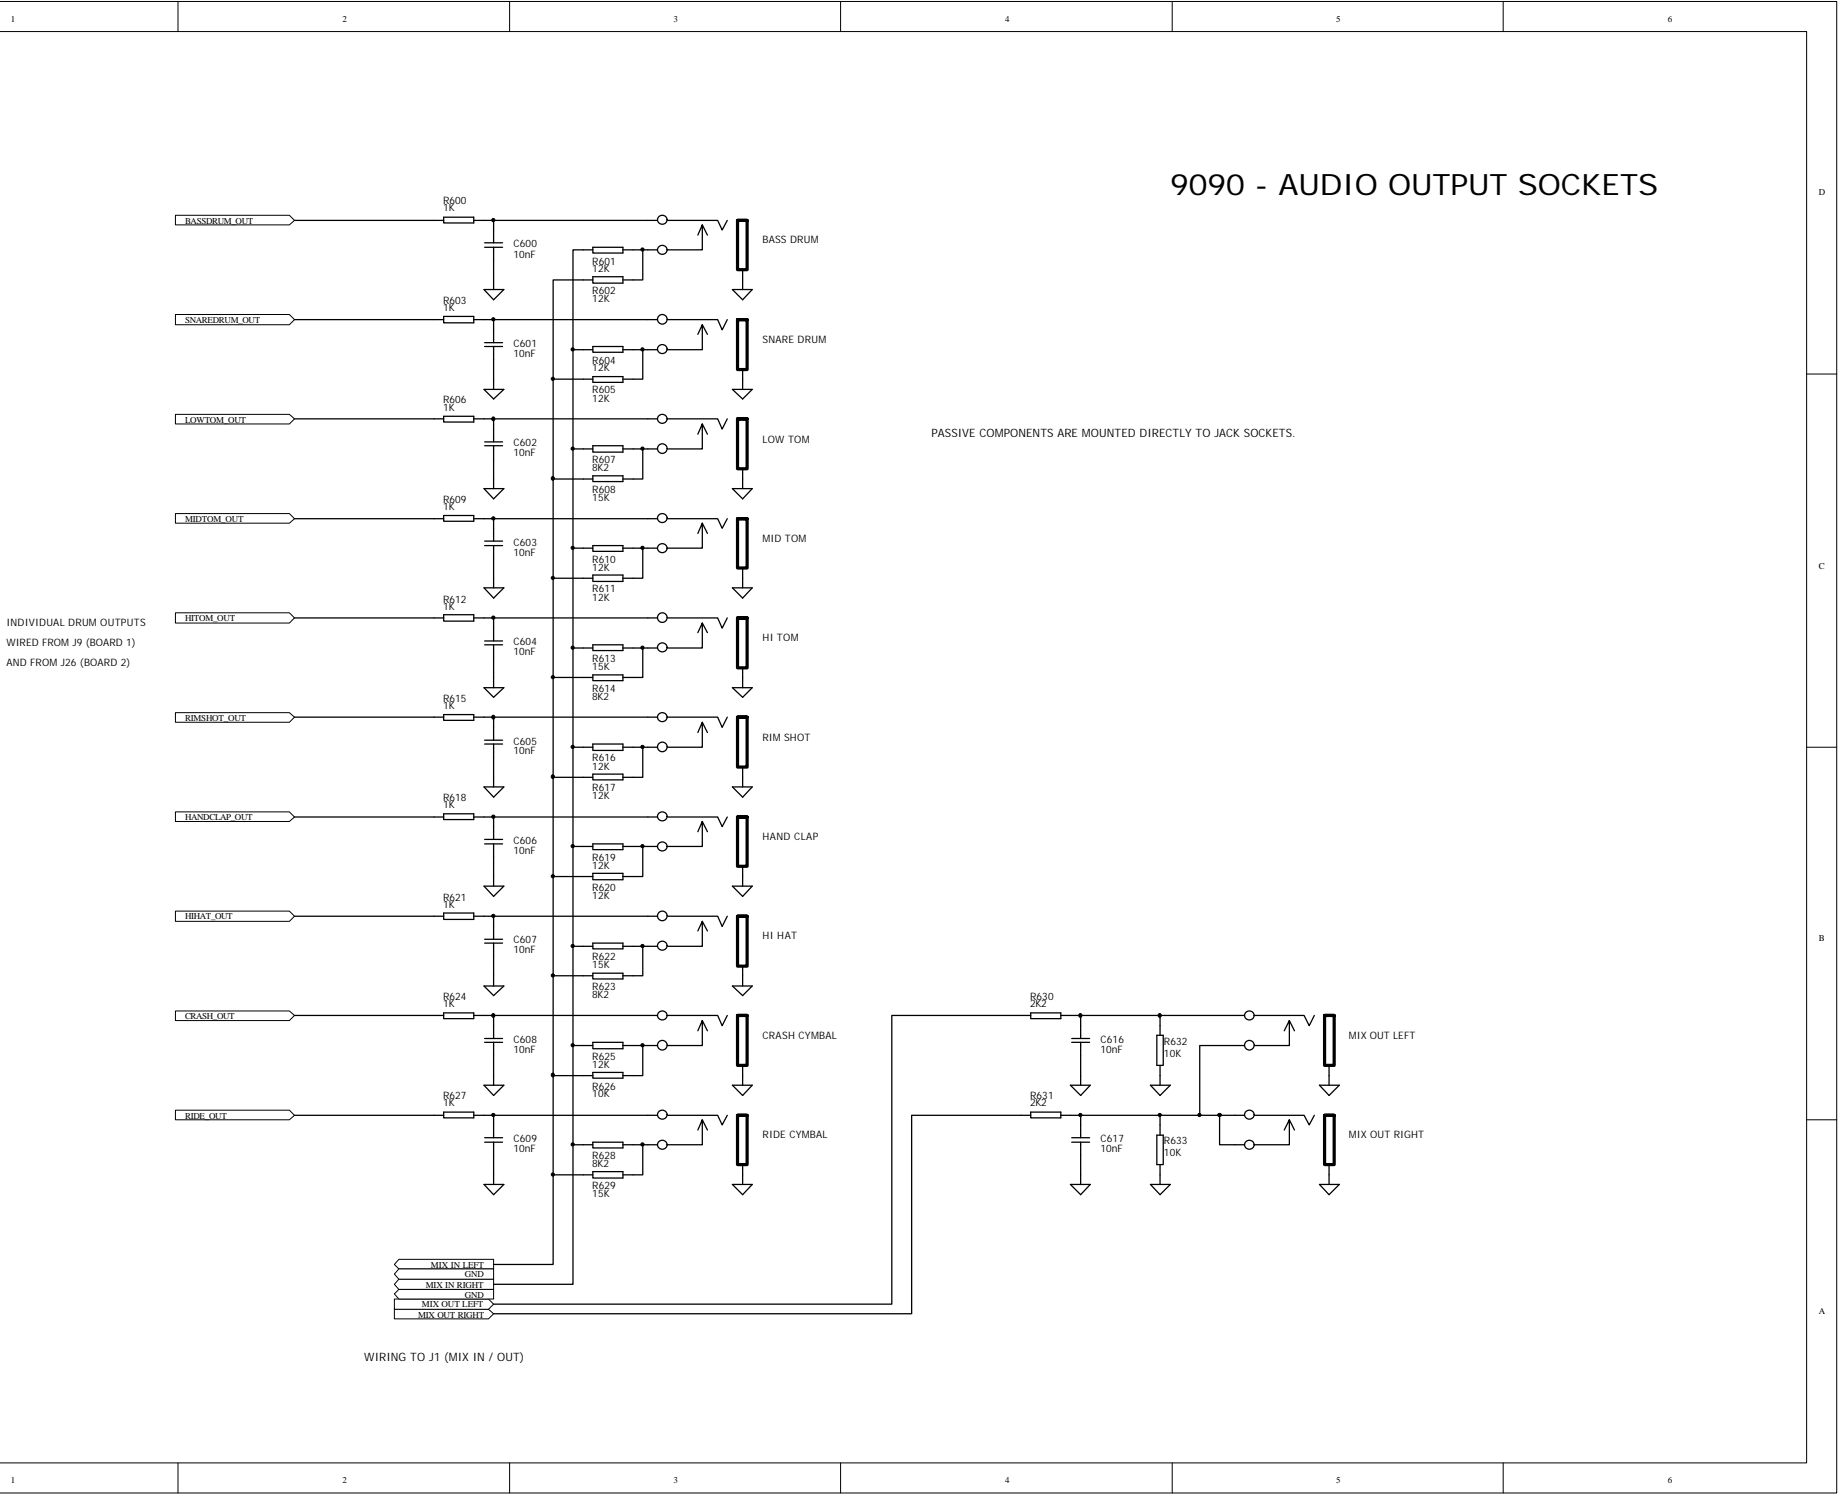 1 2 3 4 5 6
9090 - AUDIO OUTPUT SOCKETS
D
R600
1K
BASSDRUM_OUT
C600
10nF
BASS DRUM
R601
12K
R602
12K
R603
1K
SNAREDRUM_OUT
C601
10nF
SNARE DRUM
R604
12K
R605
12K
R606
1K
LOWTOM_OUT
C602
10nF
LOW TOM
PASSIVE COMPONENTS ARE MOUNTED DIRECTLY TO JACK SOCKETS.
R607
8K2
R608
15K
R609
1K
MIDTOM_OUT
C603
10nF
MID TOM
R610
12K
R611
12K
C
R612
1K
HITOM_OUT
INDIVIDUAL DRUM OUTPUTS
WIRED FROM J9 (BOARD 1)
AND FROM J26 (BOARD 2)
C604
10nF
HI TOM
R613
15K
R614
8K2
R615
1K
RIMSHOT_OUT
C605
10nF
RIM SHOT
R616
12K
R617
12K
R618
1K
HANDCLAP_OUT
C606
10nF
HAND CLAP
R619
12K
R620
12K
R621
1K
HIHAT_OUT
C607
10nF
HI HAT
B
R622
15K
R623
8K2
R624
1K
CRASH_OUT
C608
10nF
CRASH CYMBAL
R625
12K
R626
10K
R630
2K2
C616
10nF
R632
10K
MIX OUT LEFT
R627
1K
RIDE_OUT
C609
10nF
RIDE CYMBAL
R628
8K2
R629
15K
R631
2K2
C617
10nF
R633
10K
MIX OUT RIGHT
MIX IN LEFT
GND
MIX IN RIGHT
GND
MIX OUT LEFT
MIX OUT RIGHT
A
WIRING TO J1 (MIX IN / OUT)
1 2 3 4 5 6